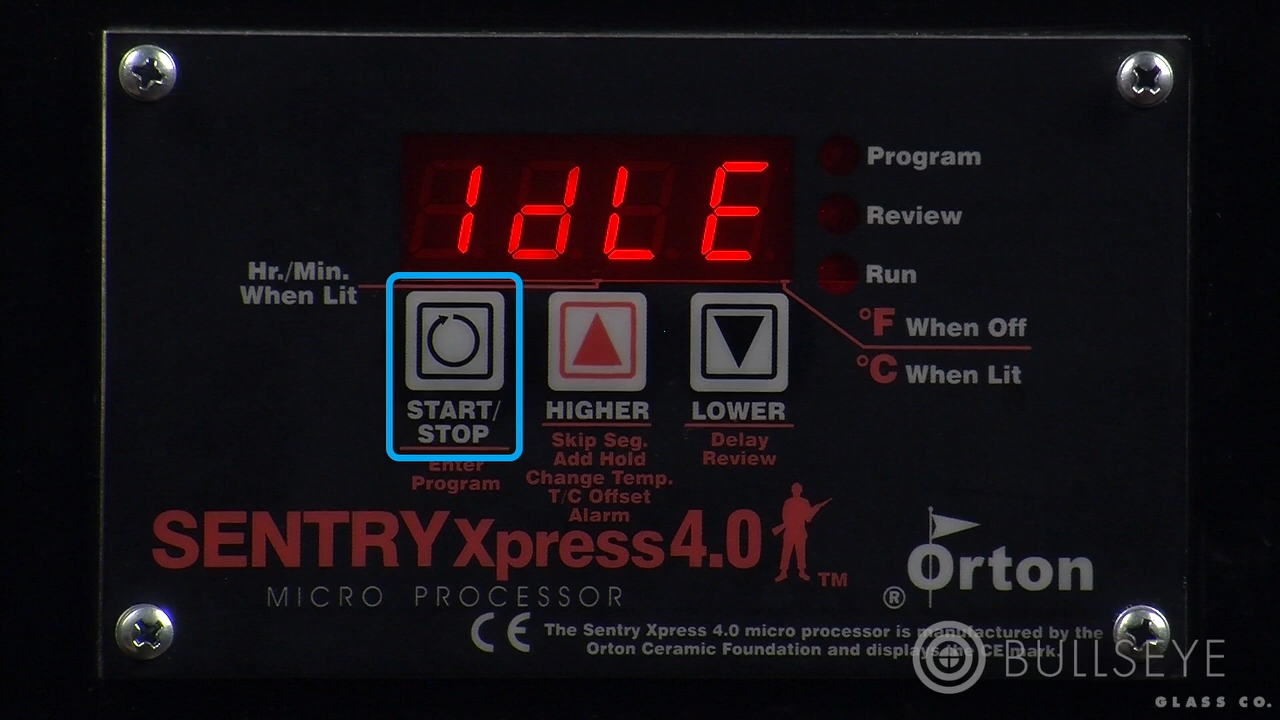 IdLE
Program
Review
Run
Hr./Min.
When Lit
°F When Off
°C When Lit
START/
STOP
Enter
Program
HIGHER
Skip Seg.
Add Hold
Change Temp.
T/C Offset
Alarm
LOWER
Delay
Review
SENTRY Xpress 4.0 TM
MICRO PROCESSOR
Orton ®
CE The Sentry Xpress 4.0 micro processor is manufactured by the
Orton Ceramic Foundation and displays the CE mark.
BULLSEYE
GLASS CO.